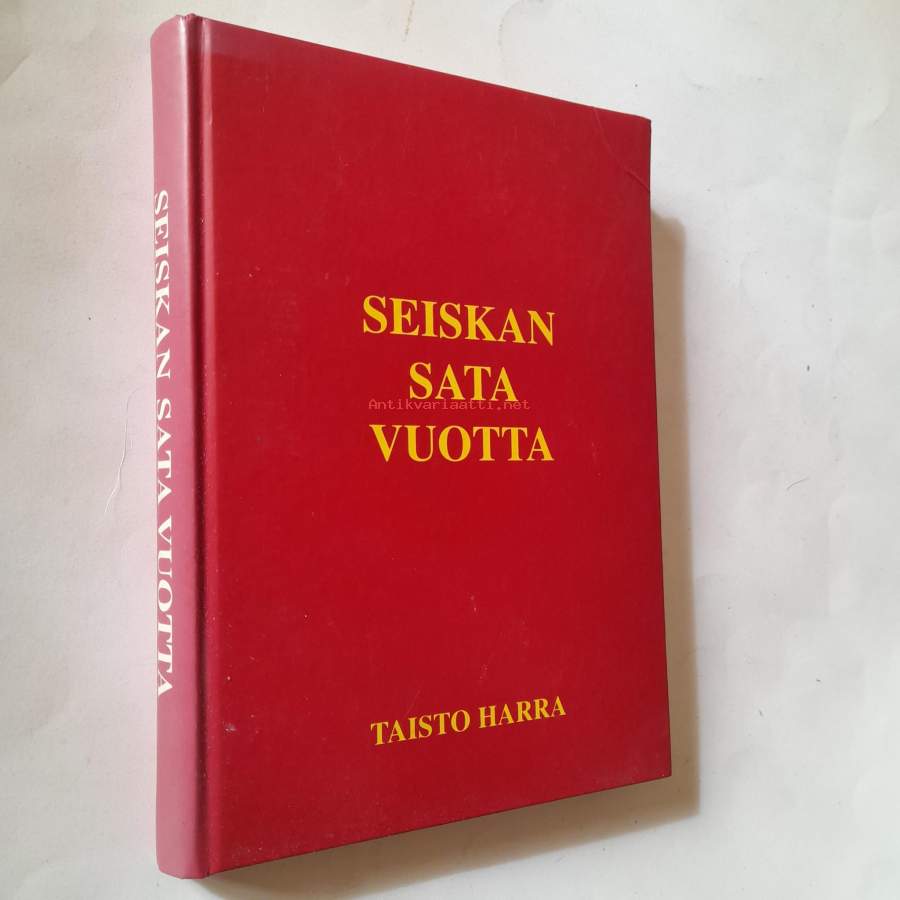 SEISKAN SATA VUOTTA
SEISKAN
SATA
Antikvariaatti.net
VUOTTA
TAISTO HARRA